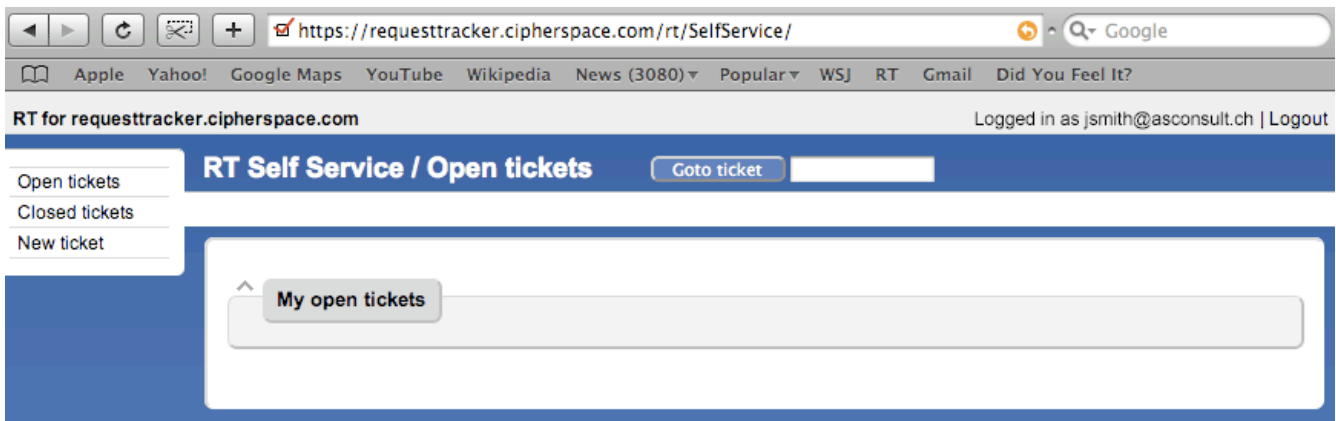 https://requesttracker.cipherspace.com/rt/SelfService/ Google
Apple Yahoo! Google Maps YouTube Wikipedia News (3080) Popular WSJ RT Gmail Did You Feel It?
RT for requesttracker.cipherspace.com Logged in as jsmith@asconsult.ch | Logout
RT Self Service / Open tickets Goto ticket
Open tickets
Closed tickets
New ticket
My open tickets